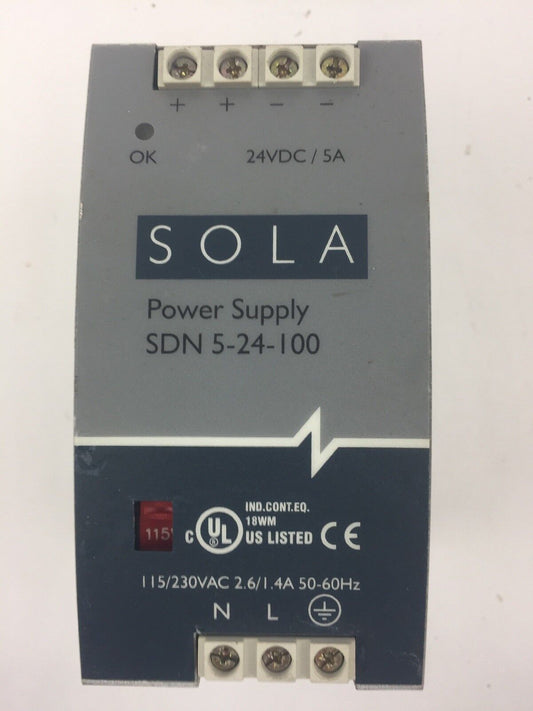 + + − −
OK 24VDC / 5A
SOLA
Power Supply
SDN 5-24-100
115
IND.CONT.EQ.
18WM
C UL US LISTED CE
115/230VAC 2.6/1.4A 50-60Hz
N L